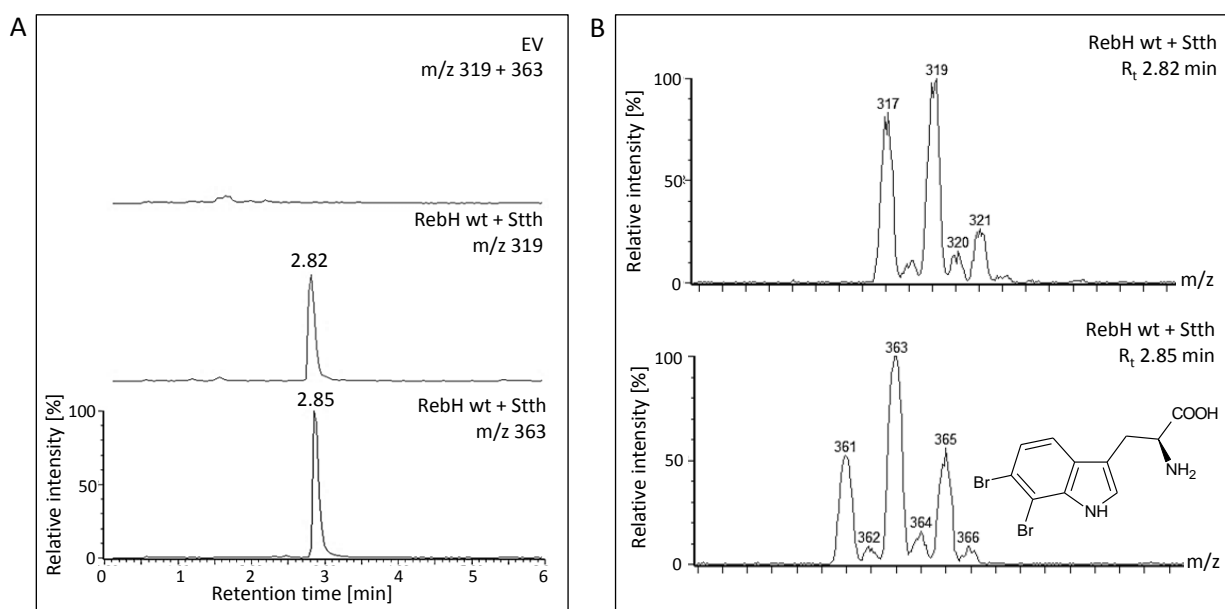 A
EV
m/z 319 + 363
RebH wt + Stth
m/z 319
2.82
RebH wt + Stth
m/z 363
2.85
Relative intensity [%]
100
50
0
0 1 2 3 4 5 6
Retention time [min]
B
RebH wt + Stth
Rt 2.82 min
Relative intensity [%]
100
50%
0
317
319
320
321
m/z
RebH wt + Stth
Rt 2.85 min
Relative intensity [%]
100
50
0
361
362
363
364
365
366
COOH
NH2
Br
Br
NH
m/z